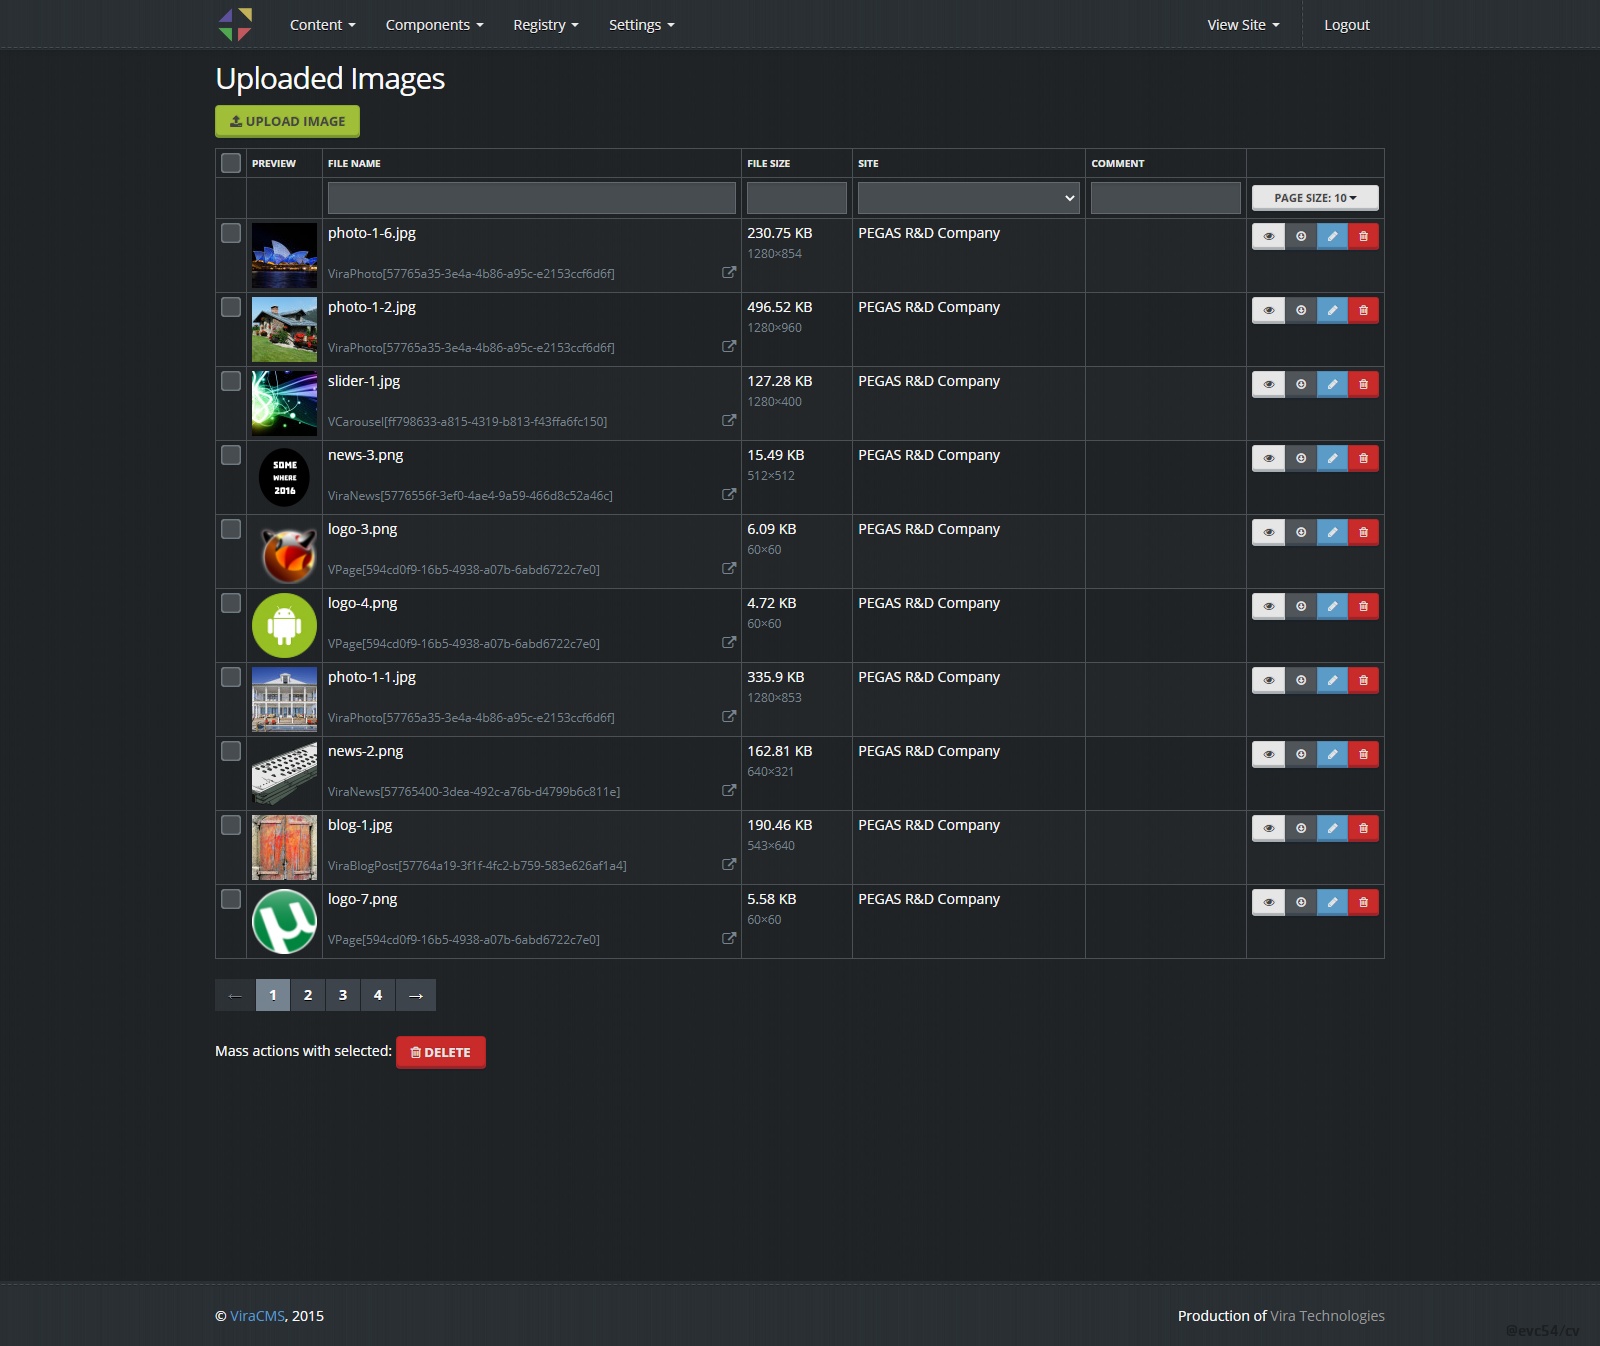 Content Components Registry Settings View Site Logout
Uploaded Images
UPLOAD IMAGE
PREVIEW FILE NAME FILE SIZE SITE COMMENT
PAGE SIZE: 10
photo-1-6.jpg 230.75 KB PEGAS R&D Company
1280×854
ViraPhoto[57765a35-3e4a-4b86-a95c-e2153ccf6d6f]
photo-1-2.jpg 496.52 KB PEGAS R&D Company
1280×960
ViraPhoto[57765a35-3e4a-4b86-a95c-e2153ccf6d6f]
slider-1.jpg 127.28 KB PEGAS R&D Company
1280×400
VCarousel[ff798633-a815-4319-b813-f43ffa6fc150]
news-3.png 15.49 KB PEGAS R&D Company
SOME
WHERE
2016
512×512
ViraNews[5776556f-3ef0-4ae4-9a59-466d8c52a46c]
logo-3.png 6.09 KB PEGAS R&D Company
60×60
VPage[594cd0f9-16b5-4938-a07b-6abd6722c7e0]
logo-4.png 4.72 KB PEGAS R&D Company
60×60
VPage[594cd0f9-16b5-4938-a07b-6abd6722c7e0]
photo-1-1.jpg 335.9 KB PEGAS R&D Company
1280×853
ViraPhoto[57765a35-3e4a-4b86-a95c-e2153ccf6d6f]
news-2.png 162.81 KB PEGAS R&D Company
640×321
ViraNews[57765400-3dea-492c-a76b-d4799b6c811e]
blog-1.jpg 190.46 KB PEGAS R&D Company
543×640
ViraBlogPost[57764a19-3f1f-4fc2-b759-583e626af1a4]
logo-7.png 5.58 KB PEGAS R&D Company
µ
60×60
VPage[594cd0f9-16b5-4938-a07b-6abd6722c7e0]
← 1 2 3 4 →
Mass actions with selected: DELETE
© ViraCMS, 2015 Production of Vira Technologies
@evc54/cv